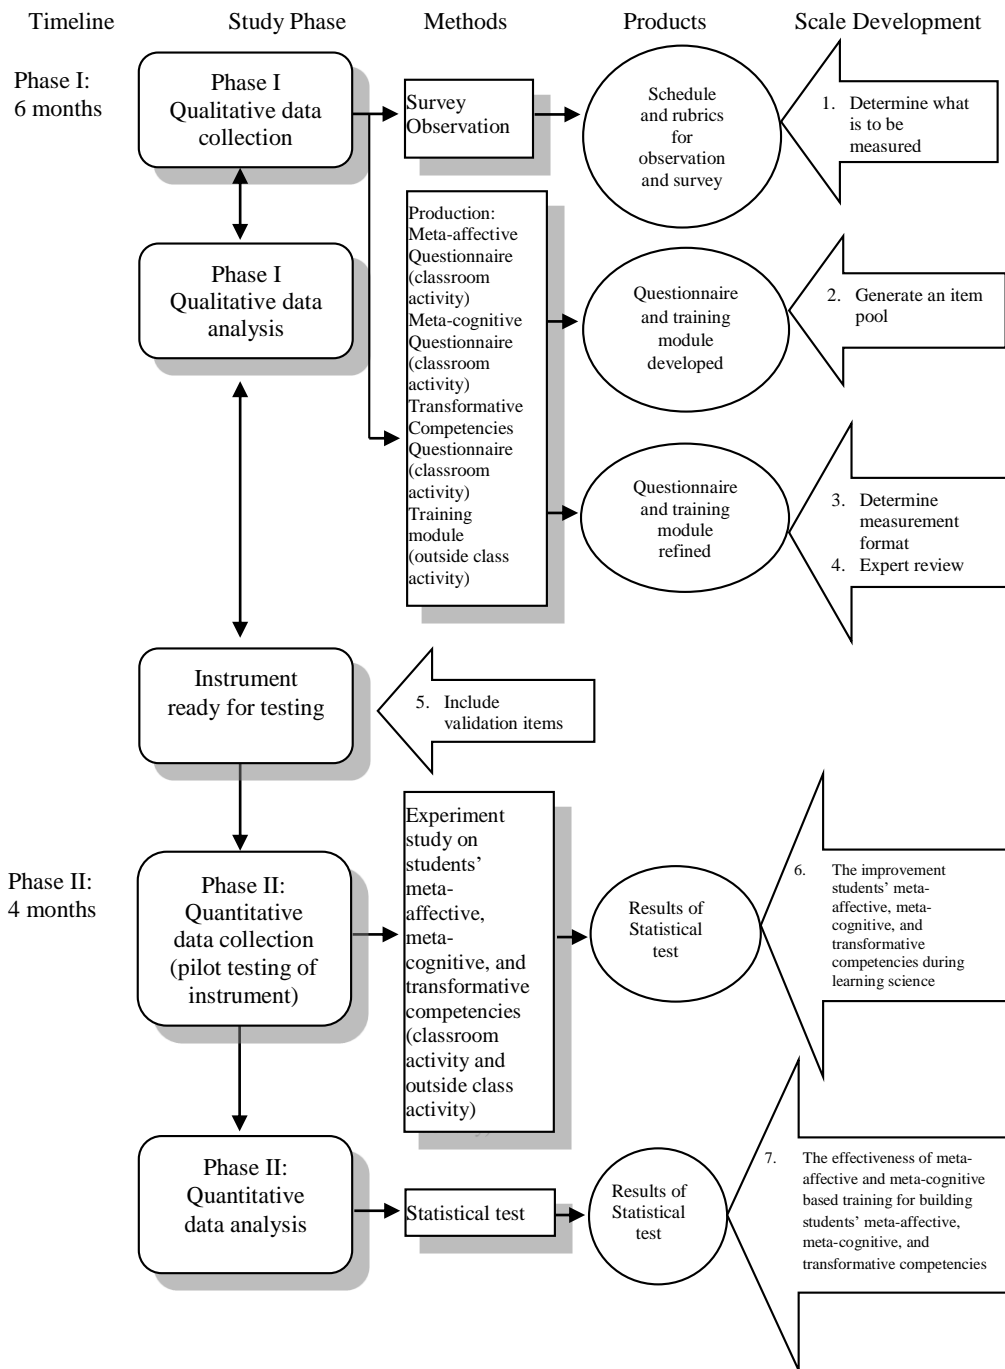 Timeline
Study Phase
Methods
Products
Scale Development
Phase I:
6 months
Phase I
Qualitative data
collection
Survey
Observation
Schedule
and rubrics
for
observation
and survey
1. Determine what
is to be
measured
Phase I
Qualitative data
analysis
Production:
Meta-affective
Questionnaire
(classroom
activity)
Meta-cognitive
Questionnaire
(classroom
activity)
Transformative
Competencies
Questionnaire
(classroom
activity)
Training
module
(outside class
activity)
Questionnaire
and training
module
developed
2. Generate an item
pool
Questionnaire
and training
module
refined
3. Determine
measurement
format
4. Expert review
Instrument
ready for testing
5. Include
validation items
Phase II:
4 months
Phase II:
Quantitative
data collection
(pilot testing of
instrument)
Experiment
study on
students’
meta-
affective,
meta-
cognitive, and
transformative
competencies
(classroom
activity and
outside class
activity)
Results of
Statistical
test
6. The improvement
students’ meta-
affective, meta-
cognitive, and
transformative
competencies during
learning science
Phase II:
Quantitative
data analysis
Statistical test
Results of
Statistical
test
7. The effectiveness of meta-
affective and meta-cognitive
based training for building
students’ meta-affective,
meta-cognitive, and
transformative competencies